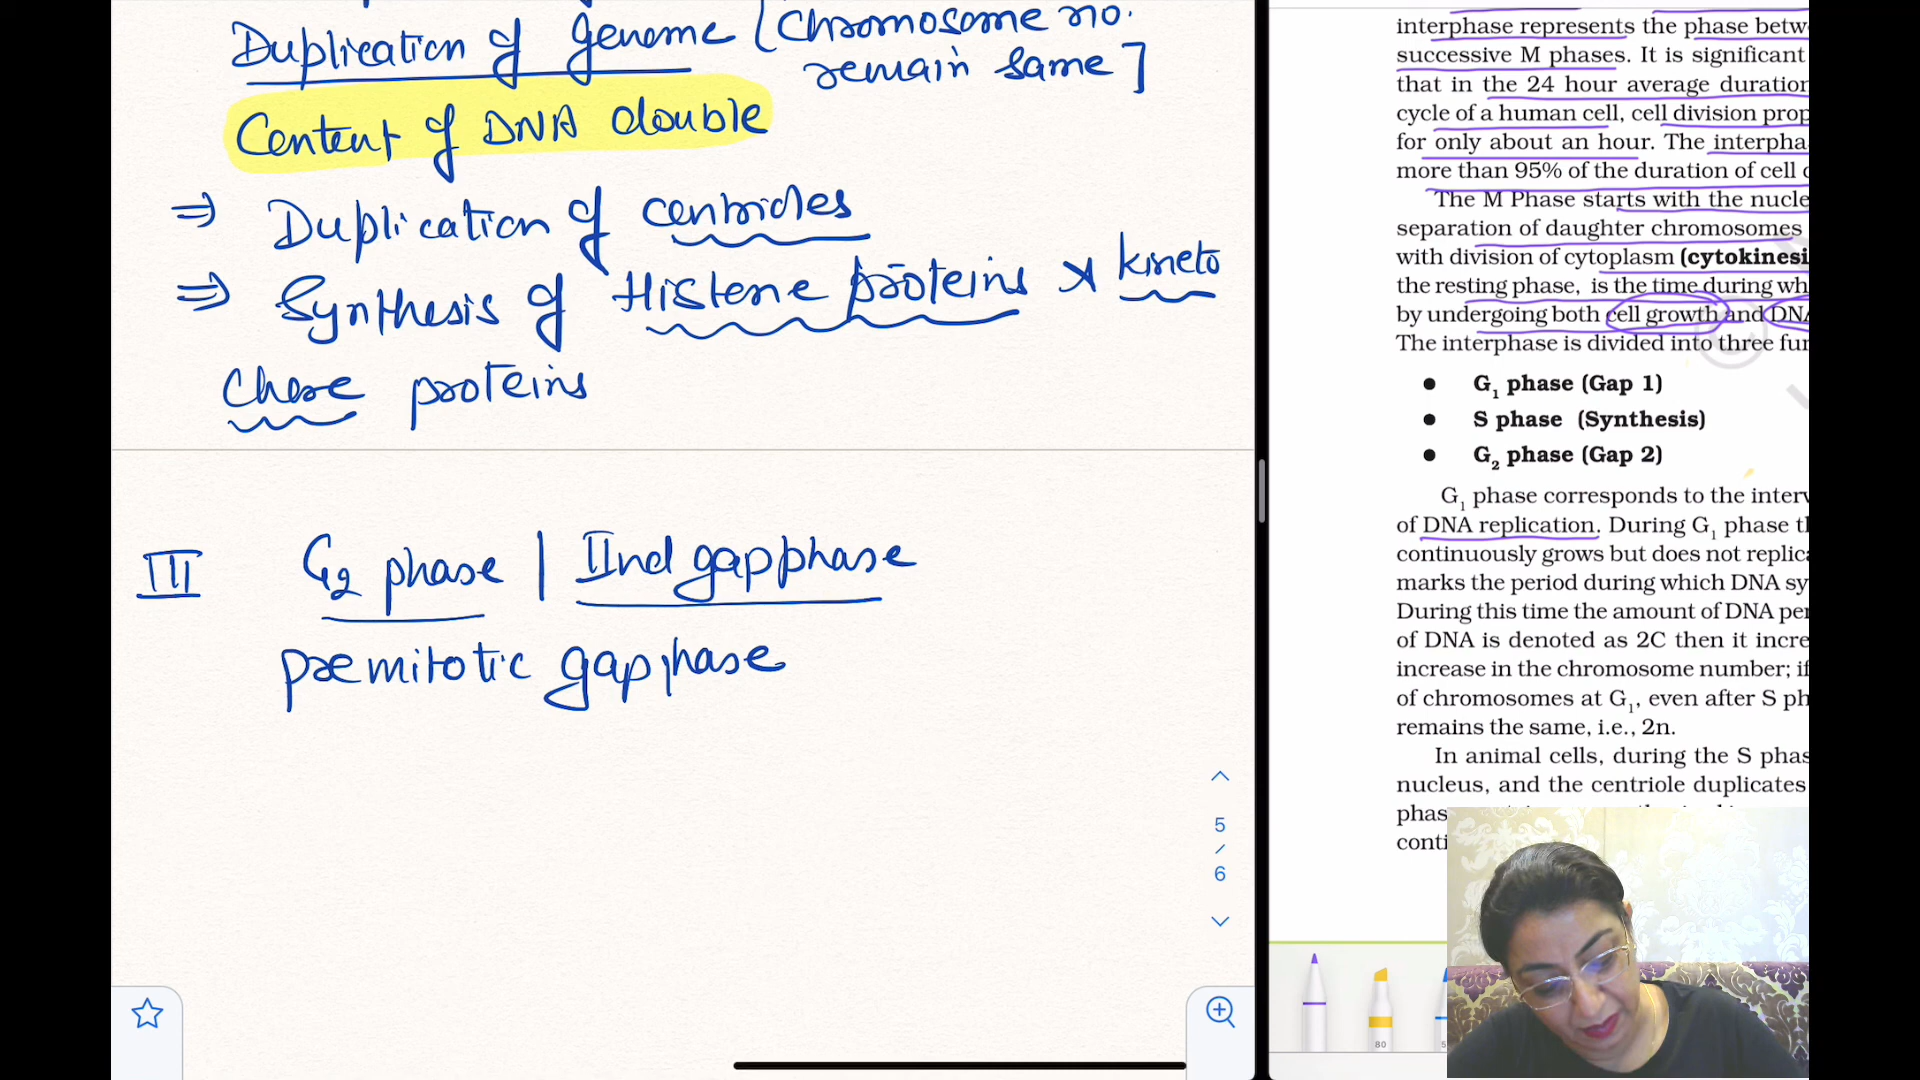 Duplication of Genome [Chromosome no.
remain same]
Content of DNA double
⇒ Duplication of centrioles
⇒ Synthesis of Histone proteins & kineto
chore proteins
III G2 phase | IInd gap phase
premitotic gap phase
5
/
6
interphase represents the phase betw
successive M phases. It is significant
that in the 24 hour average duration
cycle of a human cell, cell division prop
for only about an hour. The interpha
more than 95% of the duration of cell
The M Phase starts with the nucle
separation of daughter chromosomes
with division of cytoplasm (cytokinesi
the resting phase, is the time during wh
by undergoing both cell growth and DNA
The interphase is divided into three fur
• G1 phase (Gap 1)
• S phase (Synthesis)
• G2 phase (Gap 2)
G1 phase corresponds to the interv
of DNA replication. During G1 phase t
continuously grows but does not replic
marks the period during which DNA sy
During this time the amount of DNA per
of DNA is denoted as 2C then it incre
increase in the chromosome number; if
of chromosomes at G1, even after S ph
remains the same, i.e., 2n.
In animal cells, during the S phas
nucleus, and the centriole duplicates
phas
conti
80
5